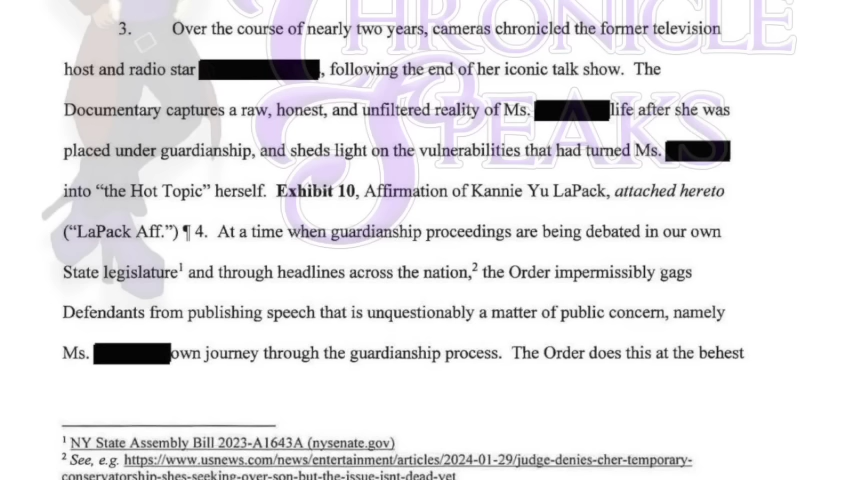 CHRONICLE
SPEAKS
3. Over the course of nearly two years, cameras chronicled the former television
host and radio star , following the end of her iconic talk show. The
Documentary captures a raw, honest, and unfiltered reality of Ms. life after she was
placed under guardianship, and sheds light on the vulnerabilities that had turned Ms.
into “the Hot Topic” herself. Exhibit 10, Affirmation of Kannie Yu LaPack, attached hereto
(“LaPack Aff.”) ¶ 4. At a time when guardianship proceedings are being debated in our own
State legislature¹ and through headlines across the nation,² the Order impermissibly gags
Defendants from publishing speech that is unquestionably a matter of public concern, namely
Ms. own journey through the guardianship process. The Order does this at the behest
¹ NY State Assembly Bill 2023-A1643A (nysenate.gov)
² See, e.g. https://www.usnews.com/news/entertainment/articles/2024-01-29/judge-denies-cher-temporary-
conservatorship-shes-seeking-over-son-but-the-issue-isnt-dead-yet